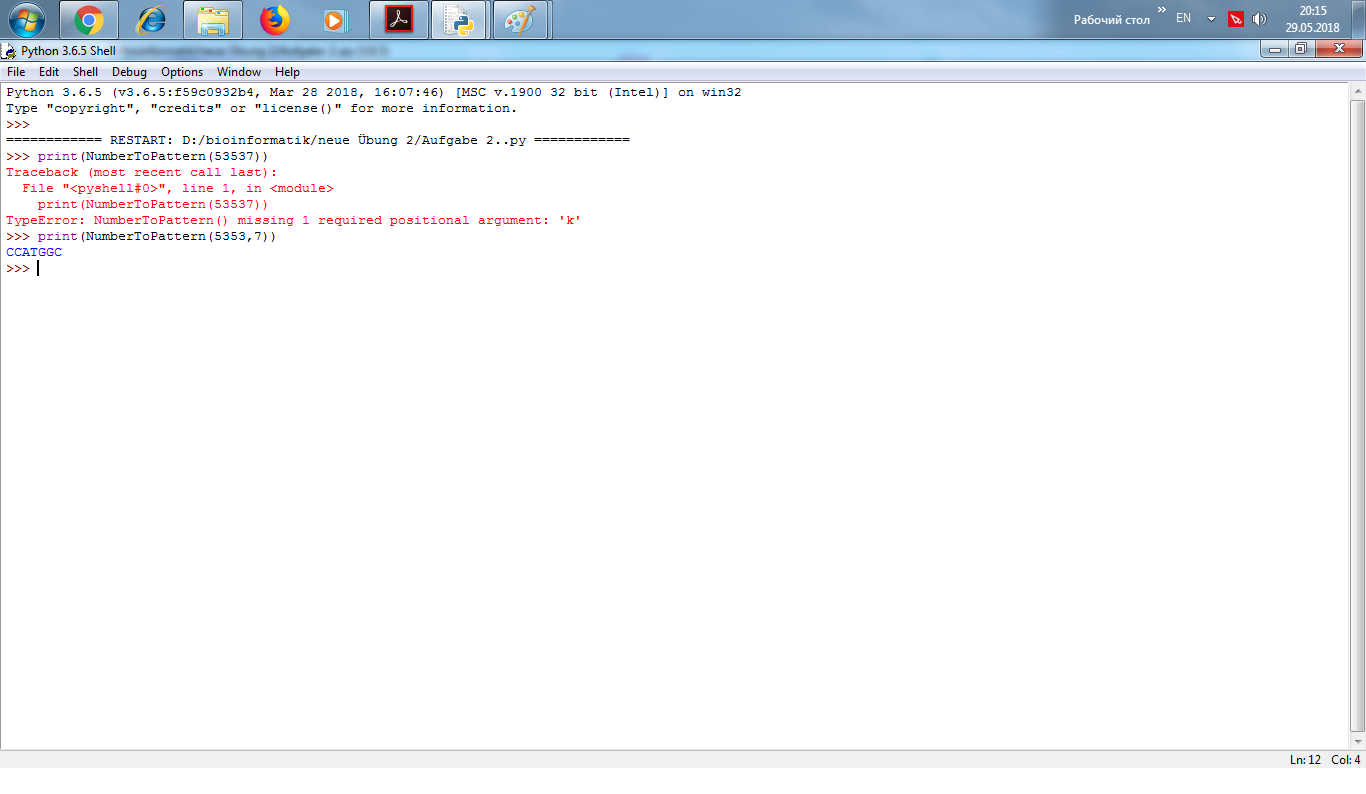 Рабочий стол » EN 20:15
29.05.2018
Python 3.6.5 Shell
File Edit Shell Debug Options Window Help
Python 3.6.5 (v3.6.5:f59c0932b4, Mar 28 2018, 16:07:46) [MSC v.1900 32 bit (Intel)] on win32
Type "copyright", "credits" or "license()" for more information.
>>>
============ RESTART: D:/bioinformatik/neue Übung 2/Aufgabe 2..py ============
>>> print(NumberToPattern(53537))
Traceback (most recent call last):
  File "<pyshell#0>", line 1, in <module>
    print(NumberToPattern(53537))
TypeError: NumberToPattern() missing 1 required positional argument: 'k'
>>> print(NumberToPattern(5353,7))
CCATGGC
>>>
Ln: 12 Col: 4